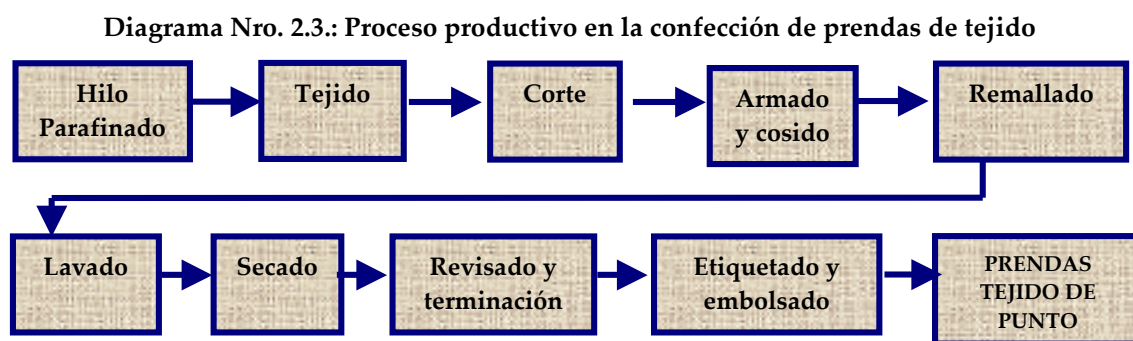 Diagrama Nro. 2.3.: Proceso productivo en la confección de prendas de tejido
Hilo
Parafinado
Tejido
Corte
Armado
y cosido
Remallado
Lavado
Secado
Revisado y
terminación
Etiquetado y
embolsado
PRENDAS
TEJIDO DE
PUNTO